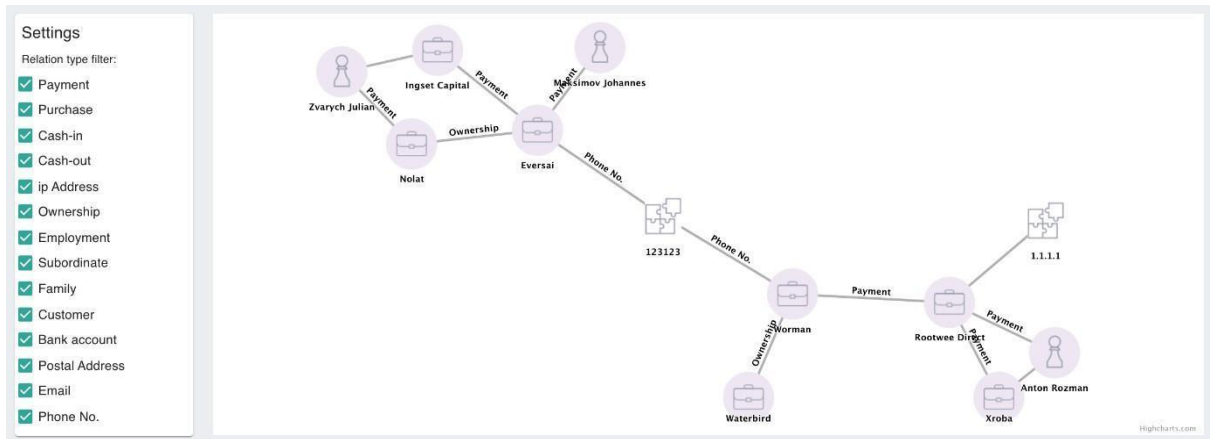 Settings
Relation type filter:
Payment
Purchase
Cash-in
Cash-out
ip Address
Ownership
Employment
Subordinate
Family
Customer
Bank account
Postal Address
Email
Phone No.
Zvarych Julian
Ingset Capital
Maksimov Johannes
Payment
Payment
Payment
Ownership
Nolat
Eversai
Phone No.
123123
Phone No.
1.1.1.1
Worman
Payment
Rootwee Direct
Payment
Payment
Ownership
Anton Rozman
Waterbird
Xroba
Highcharts.com